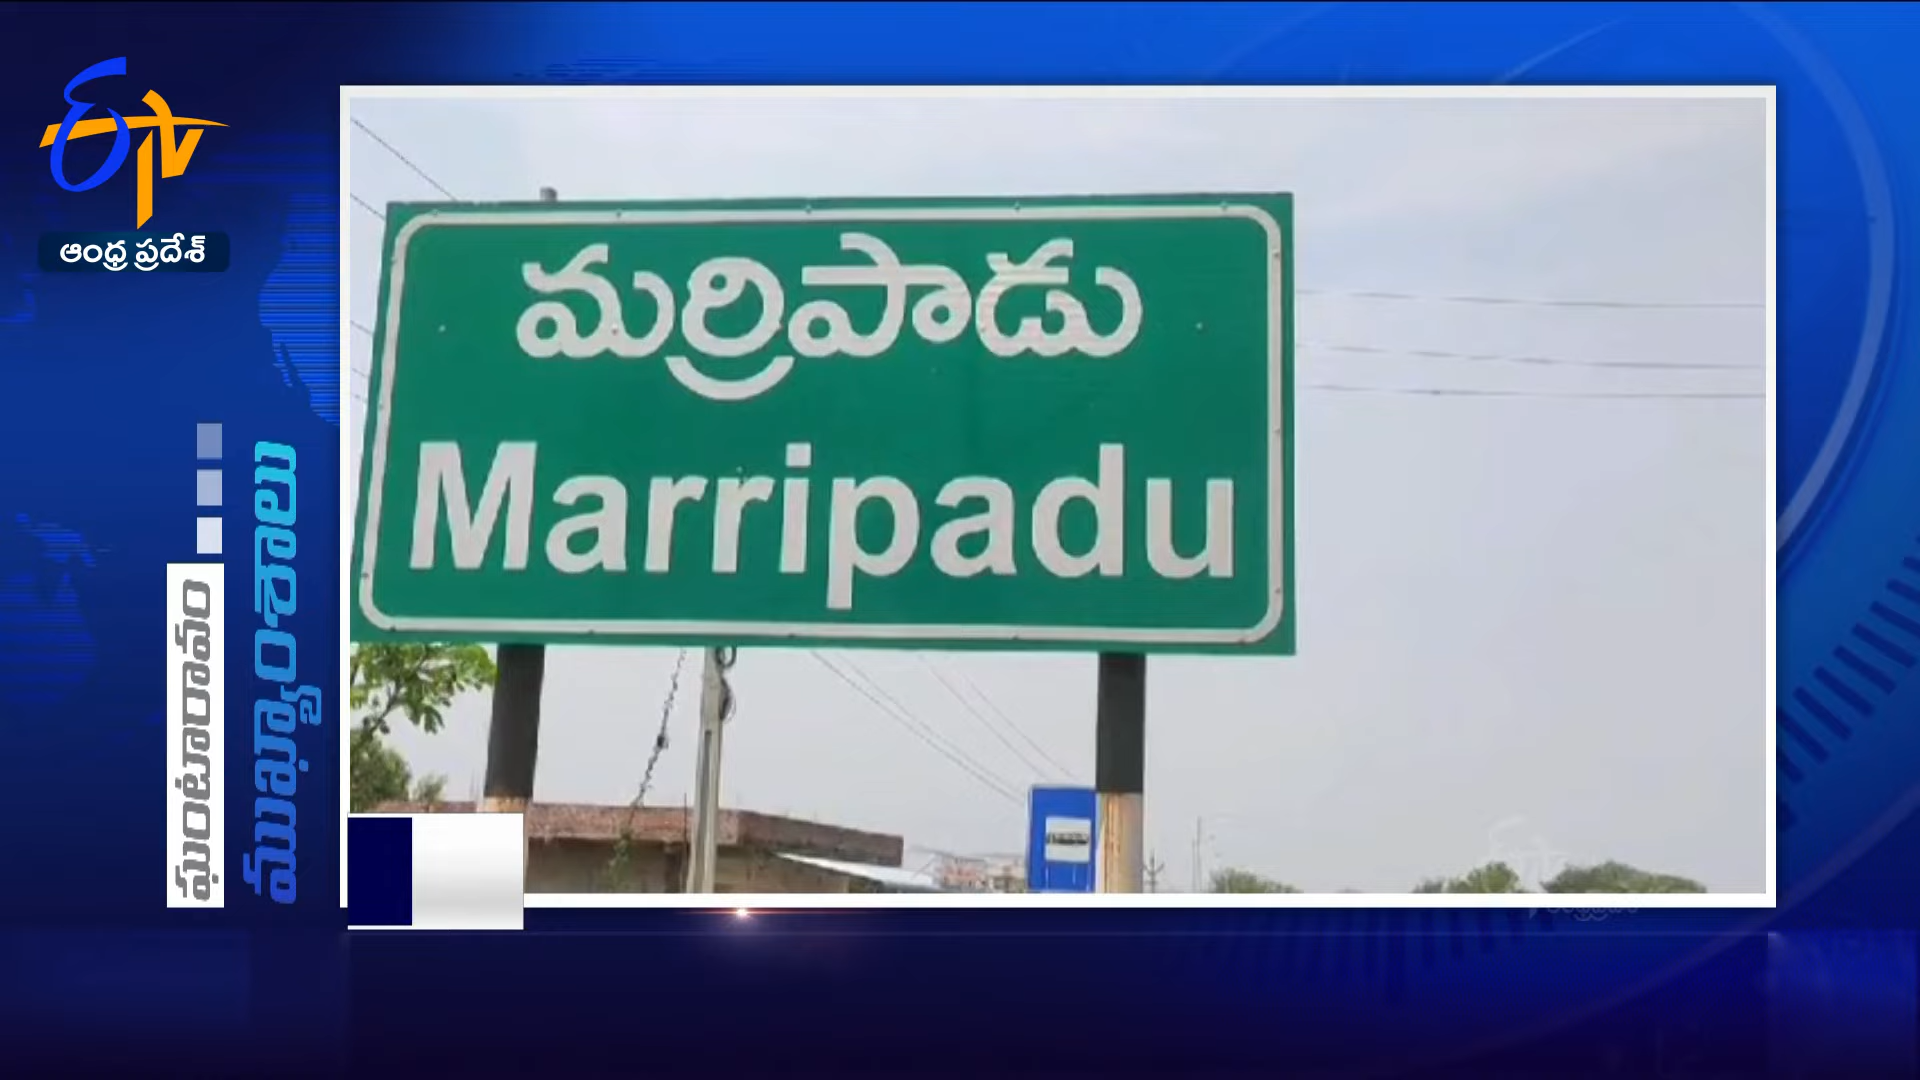 ETV
ఆంధ్ర ప్రదేశ్
మర్రిపాడు
Marripadu
ఘంటారావం
ముఖ్యాంశాలు